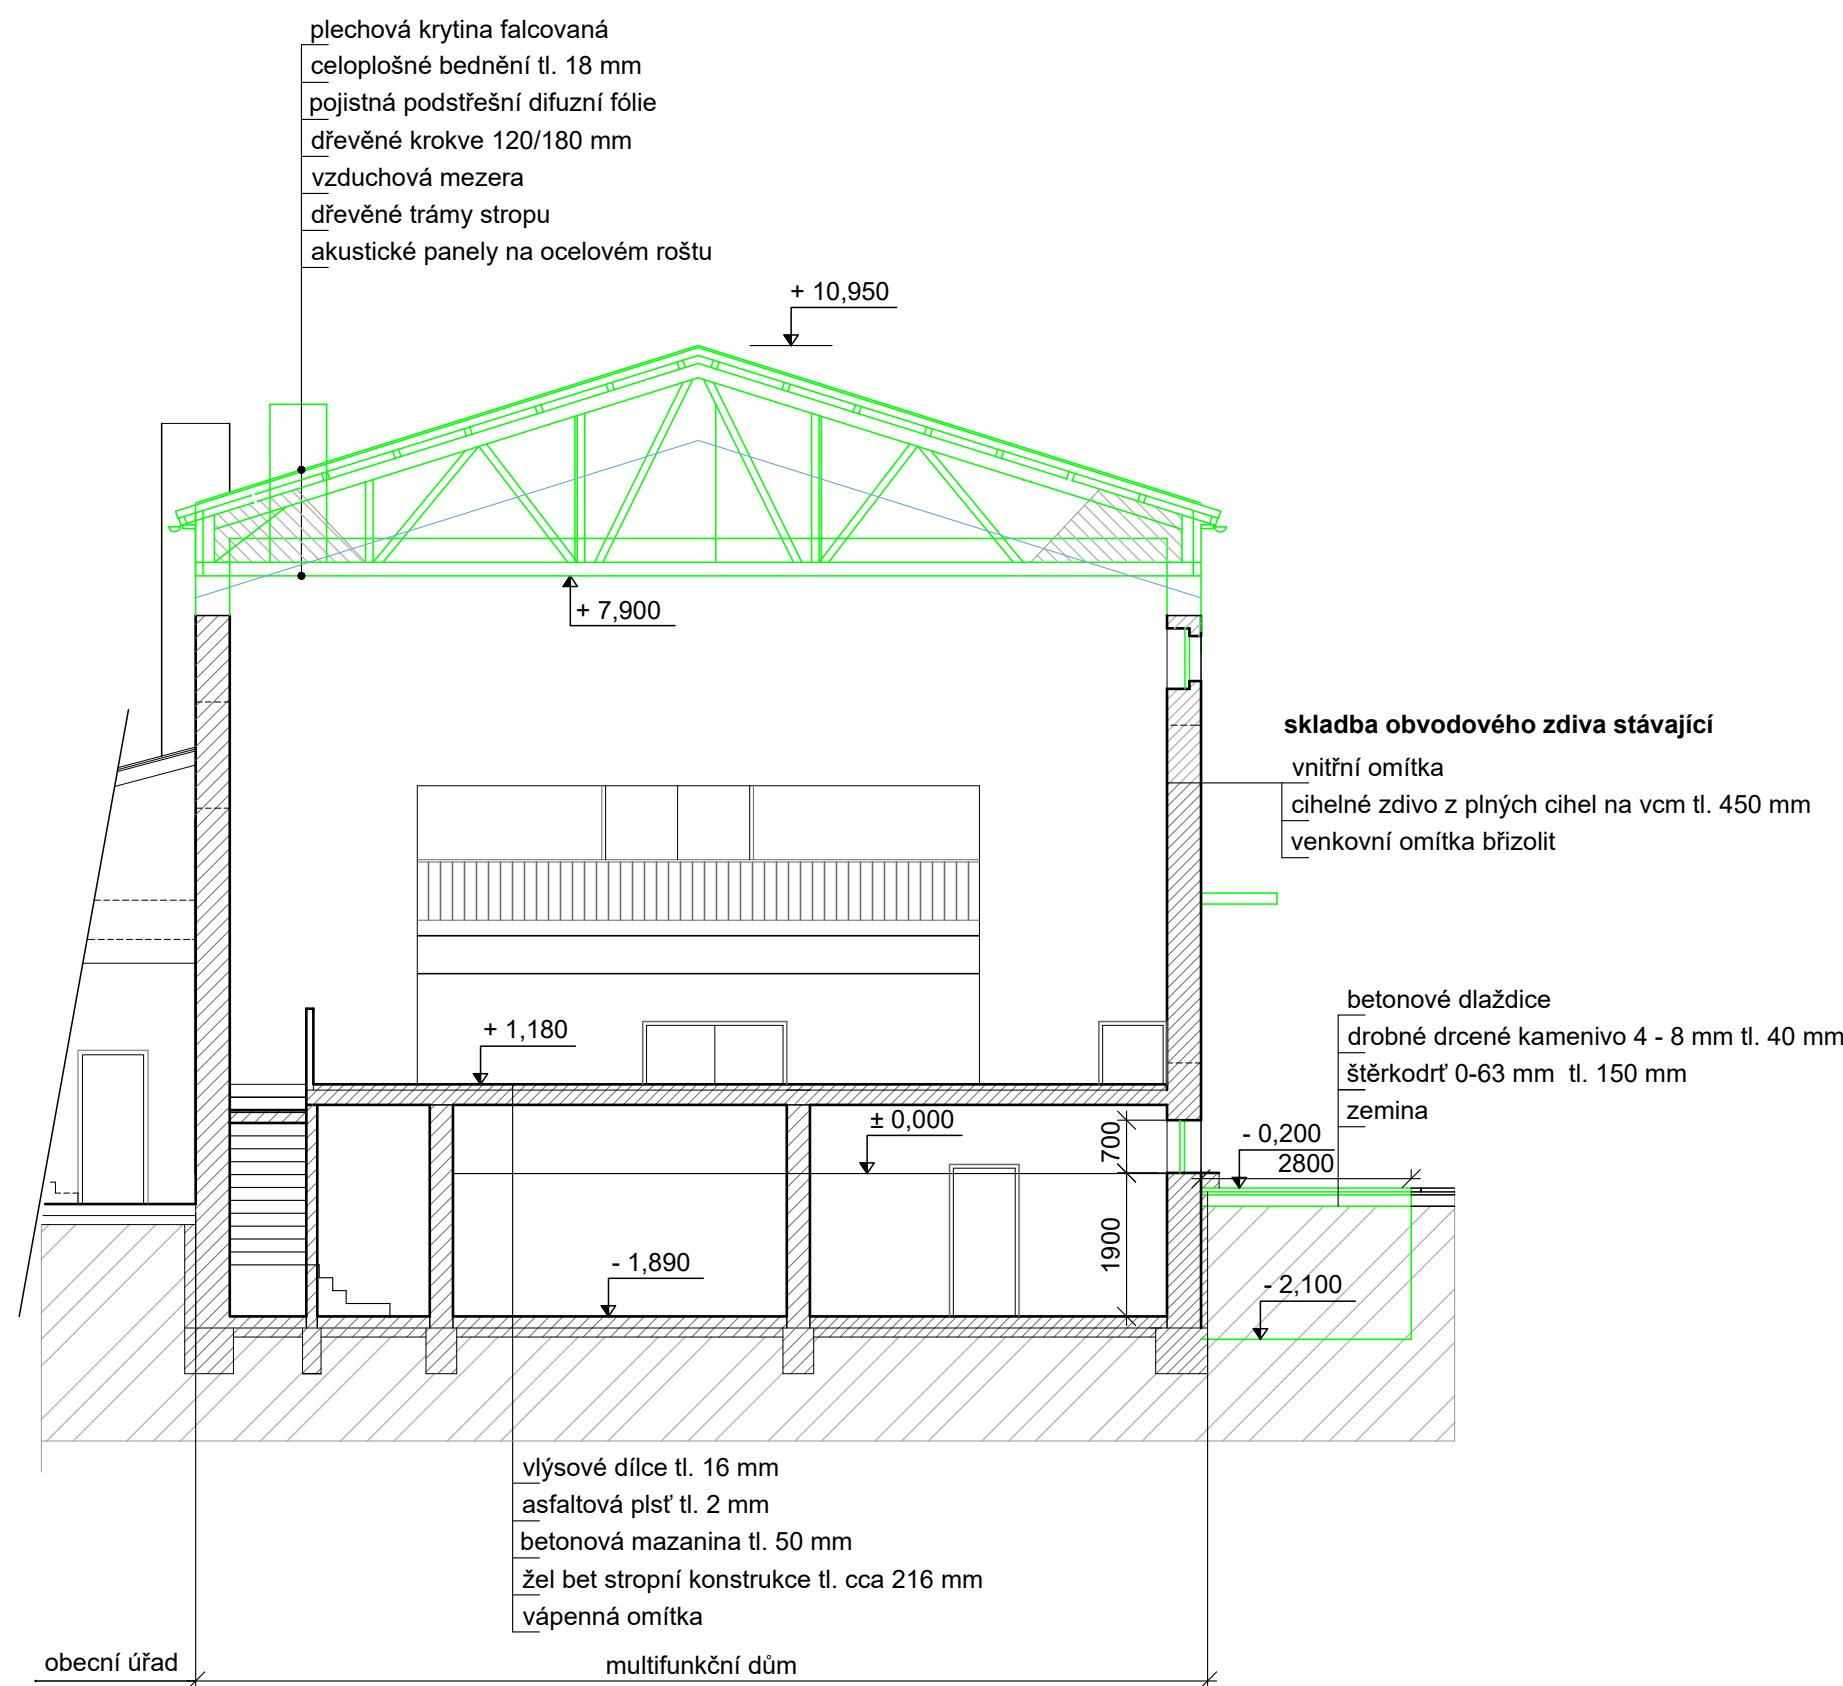 plechová krytina falcovaná
celoplošné bednění tl. 18 mm
pojistná podstřešní difuzní fólie
dřevěné krokve 120/180 mm
vzduchová mezera
dřevěné trámy stropu
akustické panely na ocelovém roštu
+ 10,950
+ 7,900
skladba obvodového zdiva stávající
vnitřní omítka
cihelné zdivo z plných cihel na vcm tl. 450 mm
venkovní omítka břizolit
betonové dlaždice
drobné drcené kamenivo 4 - 8 mm tl. 40 mm
štěrkodrť 0-63 mm tl. 150 mm
zemina
+ 1,180
± 0,000
700
- 0,200
2800
1900
- 1,890
- 2,100
vlýsové dílce tl. 16 mm
asfaltová plsť tl. 2 mm
betonová mazanina tl. 50 mm
žel bet stropní konstrukce tl. cca 216 mm
vápenná omítka
obecní úřad
multifunkční dům